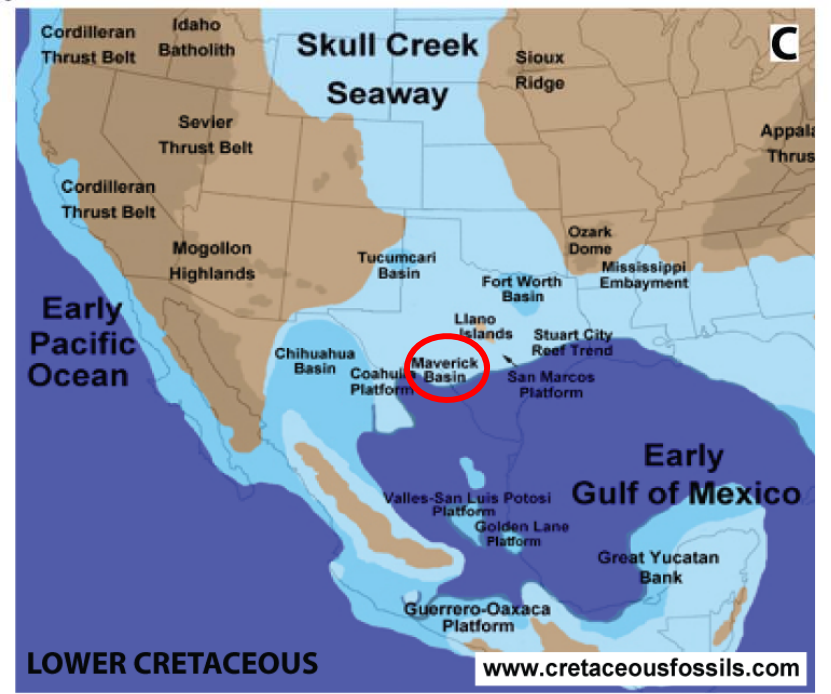 Cordilleran
Thrust Belt
Idaho
Batholith
Skull Creek
Seaway
Sioux
Ridge
C
Sevier
Thrust Belt
Appala
Thrus
Cordilleran
Thrust Belt
Mogollon
Highlands
Tucumcari
Basin
Ozark
Dome
Mississippi
Embayment
Fort Worth
Basin
Early
Pacific
Ocean
Llano
Islands
Stuart City
Reef Trend
Chihuahua
Basin
Coahuila
Platform
Maverick
Basin
San Marcos
Platform
Early
Gulf of Mexico
Valles-San Luis Potosi
Platform
Golden Lane
Platform
Great Yucatan
Bank
Guerrero-Oaxaca
Platform
LOWER CRETACEOUS
www.cretaceousfossils.com